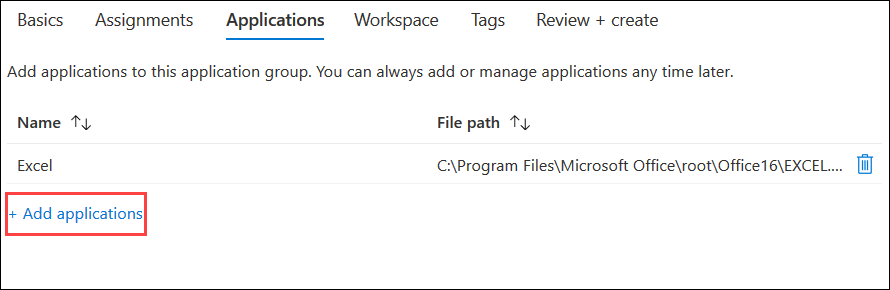 Basics Assignments Applications Workspace Tags Review + create
Add applications to this application group. You can always add or manage applications any time later.
Name ↑↓ File path ↑↓
Excel C:\Program Files\Microsoft Office\root\Office16\EXCEL....
+ Add applications